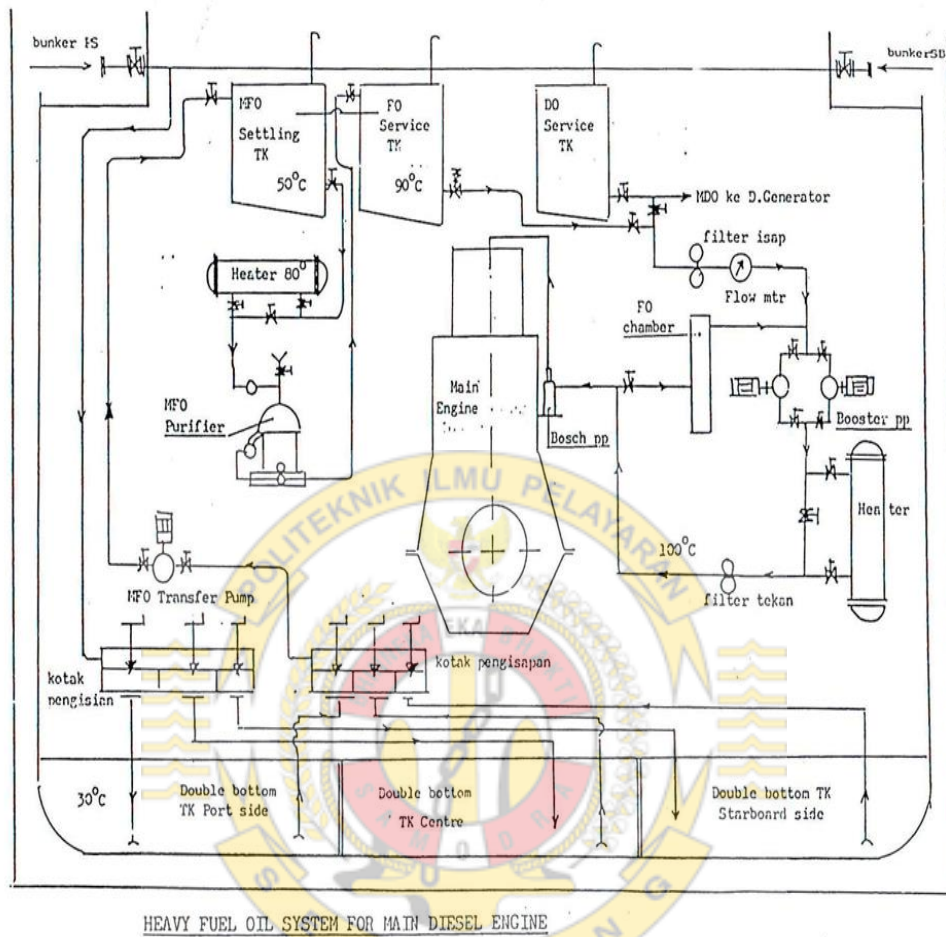 bunker PS
bunkerSB
MFO
Settling
TK
50°C
FO
Service
TK
90°C
DO
Service
TK
MDO ke D.Generator
filter isap
Flow mtr
Heater 80°
FO
chamber
MFO
Purifier
Main
Engine
Bosch pp
Booster pp
Heater
100°C
filter tekan
MFO Transfer Pump
kotak
pengisian
kotak pengisapan
30°C
Double bottom
TK Port side
Double bottom
TK Centre
Double bottom TK
Starboard side
POLITEKNIK ILMU PELAYARAN
EKA
SAMODRA
HEAVY FUEL OIL SYSTEM FOR MAIN DIESEL ENGINE